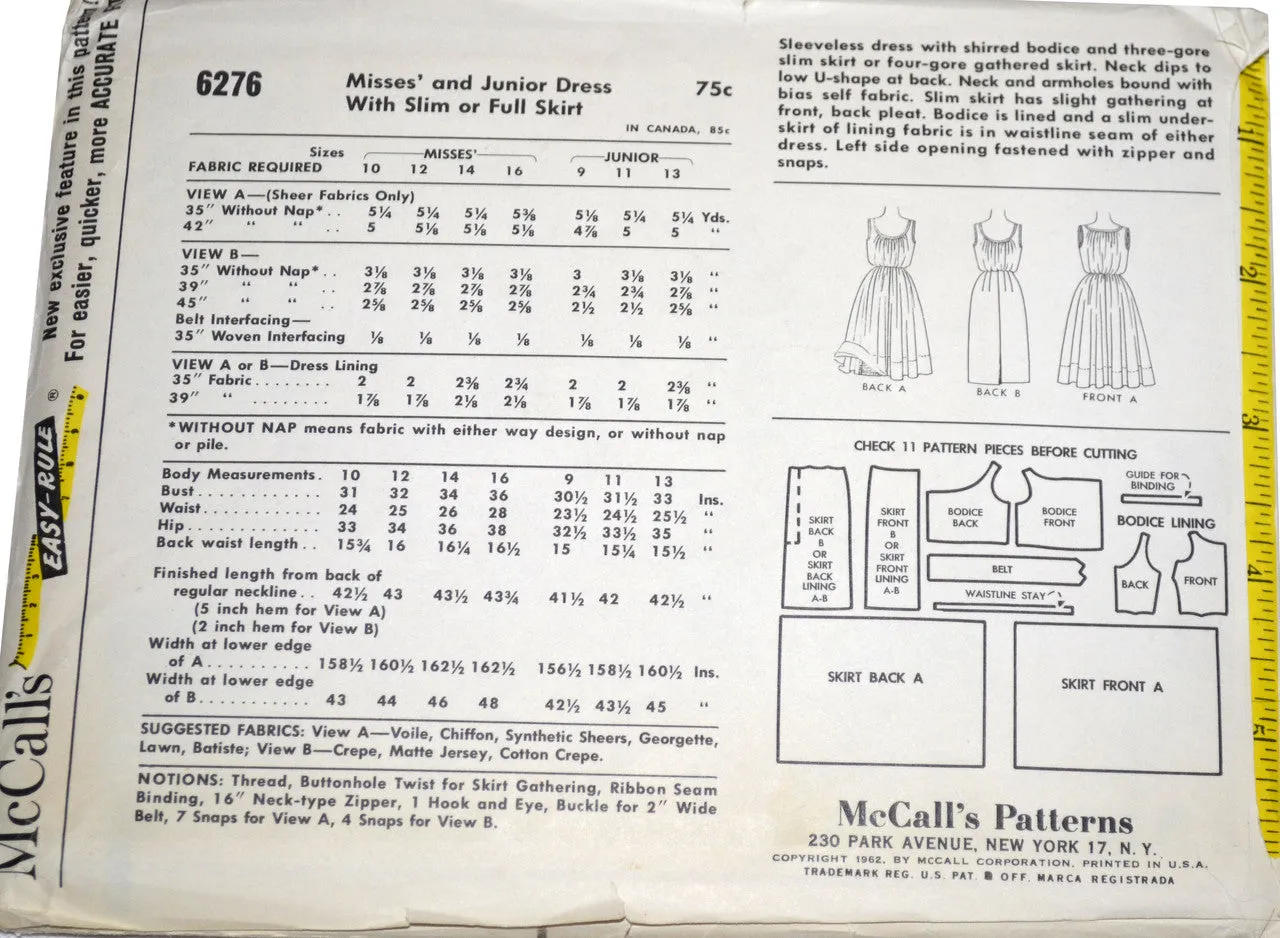 New exclusive feature in this pattern
For easier, quicker, more ACCURATE
EASY-RULE ®
McCall's
6276
Misses' and Junior Dress
With Slim or Full Skirt
75c
IN CANADA, 85c
Sizes MISSES' JUNIOR
FABRIC REQUIRED 10 12 14 16 9 11 13
VIEW A—(Sheer Fabrics Only)
35" Without Nap*.. 5¼ 5¼ 5¼ 5⅜ 5⅛ 5¼ 5¼ Yds.
42" " " .. 5 5⅛ 5⅛ 5⅛ 4⅞ 5 5 "
VIEW B—
35" Without Nap*.. 3⅛ 3⅛ 3⅛ 3⅛ 3 3⅛ 3⅛ "
39" " " .. 2⅞ 2⅞ 2⅞ 2⅞ 2¾ 2¾ 2⅞ "
45" " " .. 2⅝ 2⅝ 2⅝ 2⅝ 2½ 2½ 2⅝ "
Belt Interfacing—
35" Woven Interfacing ⅛ ⅛ ⅛ ⅛ ⅛ ⅛ ⅛ "
VIEW A or B—Dress Lining
35" Fabric........ 2 2 2⅜ 2¾ 2 2 2⅜ "
39" " ........ 1⅞ 1⅞ 2⅛ 2⅛ 1⅞ 1⅞ 1⅞ "
*WITHOUT NAP means fabric with either way design, or without nap
or pile.
Body Measurements. 10 12 14 16 9 11 13
Bust........... 31 32 34 36 30½ 31½ 33 Ins.
Waist........... 24 25 26 28 23½ 24½ 25½ "
Hip............ 33 34 36 38 32½ 33½ 35 "
Back waist length.. 15¾ 16 16¼ 16½ 15 15¼ 15½ "
Finished length from back of
regular neckline.. 42½ 43 43½ 43¾ 41½ 42 42½ "
(5 inch hem for View A)
(2 inch hem for View B)
Width at lower edge
of A.......... 158½ 160½ 162½ 162½ 156½ 158½ 160½ Ins.
Width at lower edge
of B........... 43 44 46 48 42½ 43½ 45 "
SUGGESTED FABRICS: View A—Voile, Chiffon, Synthetic Sheers, Georgette,
Lawn, Batiste; View B—Crepe, Matte Jersey, Cotton Crepe.
NOTIONS: Thread, Buttonhole Twist for Skirt Gathering, Ribbon Seam
Binding, 16" Neck-type Zipper, 1 Hook and Eye, Buckle for 2" Wide
Belt, 7 Snaps for View A, 4 Snaps for View B.
Sleeveless dress with shirred bodice and three-gore
slim skirt or four-gore gathered skirt. Neck dips to
low U-shape at back. Neck and armholes bound with
bias self fabric. Slim skirt has slight gathering at
front, back pleat. Bodice is lined and a slim under-
skirt of lining fabric is in waistline seam of either
dress. Left side opening fastened with zipper and
snaps.
BACK A
BACK B
FRONT A
CHECK 11 PATTERN PIECES BEFORE CUTTING
SKIRT
BACK
B
OR
SKIRT
BACK
LINING
A-B
SKIRT
FRONT
B
OR
SKIRT
FRONT
LINING
A-B
BODICE
BACK
BODICE
FRONT
GUIDE FOR
BINDING
BODICE LINING
BELT
WAISTLINE STAY
BACK
FRONT
SKIRT BACK A
SKIRT FRONT A
McCall's Patterns
230 PARK AVENUE, NEW YORK 17, N. Y.
COPYRIGHT 1962, BY MCCALL CORPORATION. PRINTED IN U.S.A.
TRADEMARK REG. U.S. PAT. OFF. MARCA REGISTRADA
1
2
3
4
5